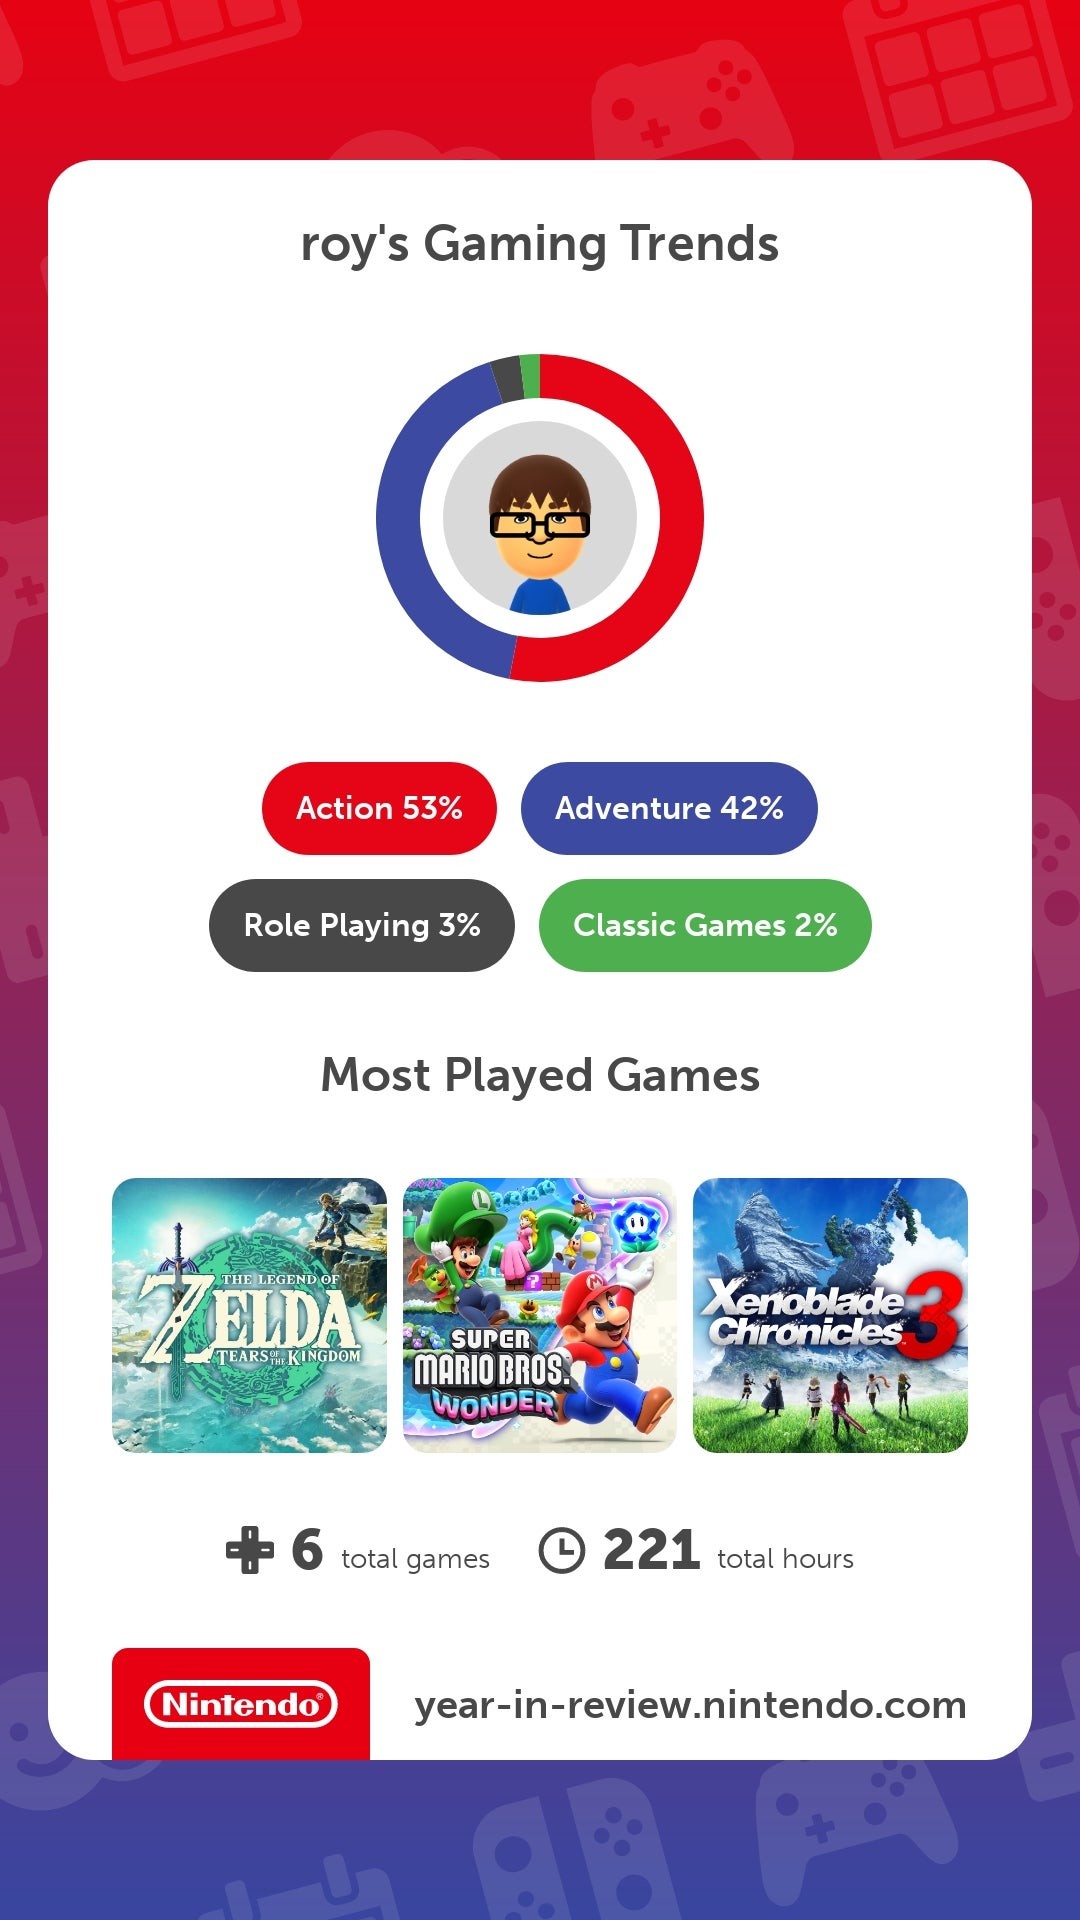 roy's Gaming Trends
Action 53%
Adventure 42%
Role Playing 3%
Classic Games 2%
Most Played Games
THE LEGEND OF
ZELDA
TEARS OF THE KINGDOM
L
M
?
SUPER
MARIO BROS.
WONDER
Xenoblade
Chronicles 3
6 total games
221 total hours
Nintendo®
year-in-review.nintendo.com